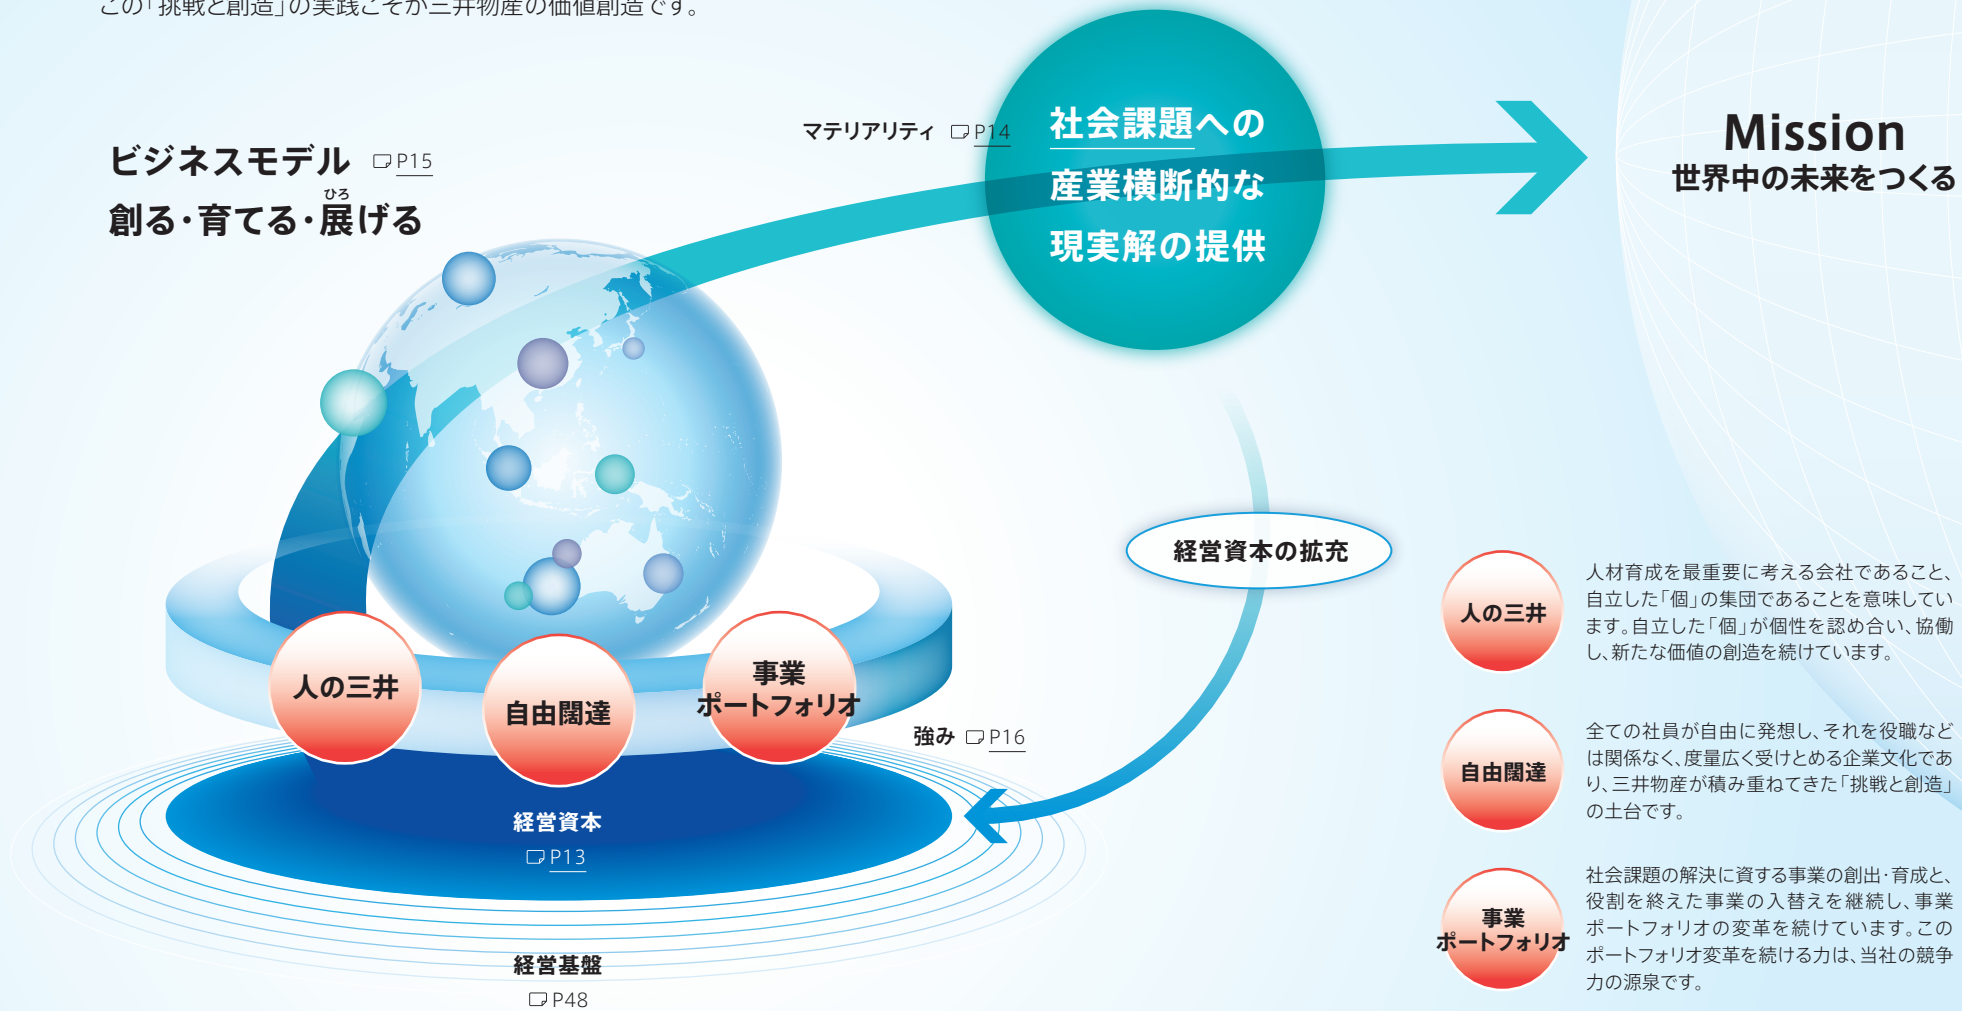 この「挑戦と創造」の実践こそが三井物産の価値創造です。
ビジネスモデル P15
ひろ
創る・育てる・展げる
マテリアリティ P14
社会課題への
産業横断的な
現実解の提供
Mission
世界中の未来をつくる
経営資本の拡充
人の三井
自由闊達
事業
ポートフォリオ
強み P16
経営資本
P13
経営基盤
P48
人の三井
人材育成を最重要に考える会社であること、
自立した「個」の集団であることを意味してい
ます。自立した「個」が個性を認め合い、協働
し、新たな価値の創造を続けています。
自由闊達
全ての社員が自由に発想し、それを役職など
は関係なく、度量広く受けとめる企業文化であ
り、三井物産が積み重ねてきた「挑戦と創造」
の土台です。
事業
ポートフォリオ
社会課題の解決に資する事業の創出・育成と、
役割を終えた事業の入替えを継続し、事業
ポートフォリオの変革を続けています。この
ポートフォリオ変革を続ける力は、当社の競争
力の源泉です。